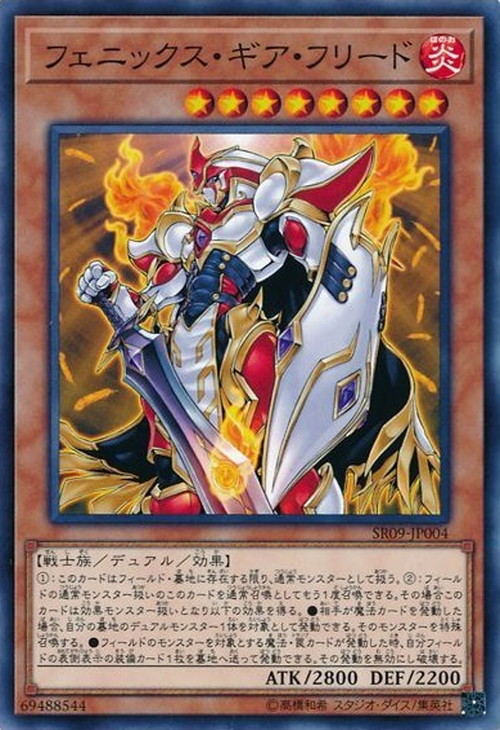 フェニックス・ギア・フリード
炎
SR09-JP004
【戦士族／デュアル／効果】
①：このカードはフィールド・墓地に存在する限り、通常モンスターとして扱う。②：フィー
ルドの通常モンスター扱いのこのカードを通常召喚としてもう1度召喚できる。その場合この
カードは効果モンスター扱いとなり以下の効果を得る。●相手が魔法カードを発動した
場合、自分の墓地のデュアルモンスター1体を対象として発動できる。そのモンスターを特殊
召喚する。●フィールドのモンスターを対象とする魔法・罠カードが発動した時、自分フィール
ドの表側表示の装備カード1枚を墓地へ送って発動できる。その発動を無効にし破壊する。
ATK/2800 DEF/2200
69488544 ©高橋和希 スタジオ・ダイス/集英社